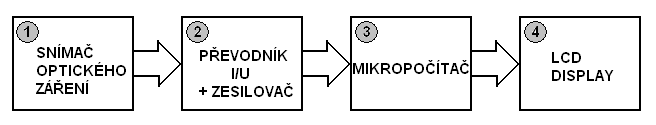 1
SNÍMAČ
OPTICKÉHO
ZÁŘENÍ
2
PŘEVODNÍK
I/U
+ ZESILOVAČ
3
MIKROPOČÍTAČ
4
LCD
DISPLAY